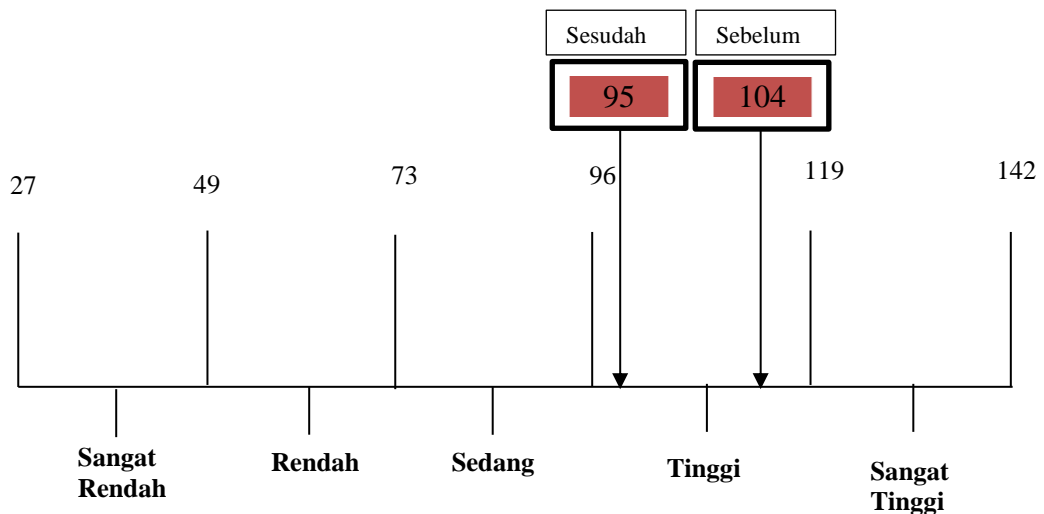 Sesudah
Sebelum
95
104
27
49
73
96
119
142
Sangat
Rendah
Rendah
Sedang
Tinggi
Sangat
Tinggi